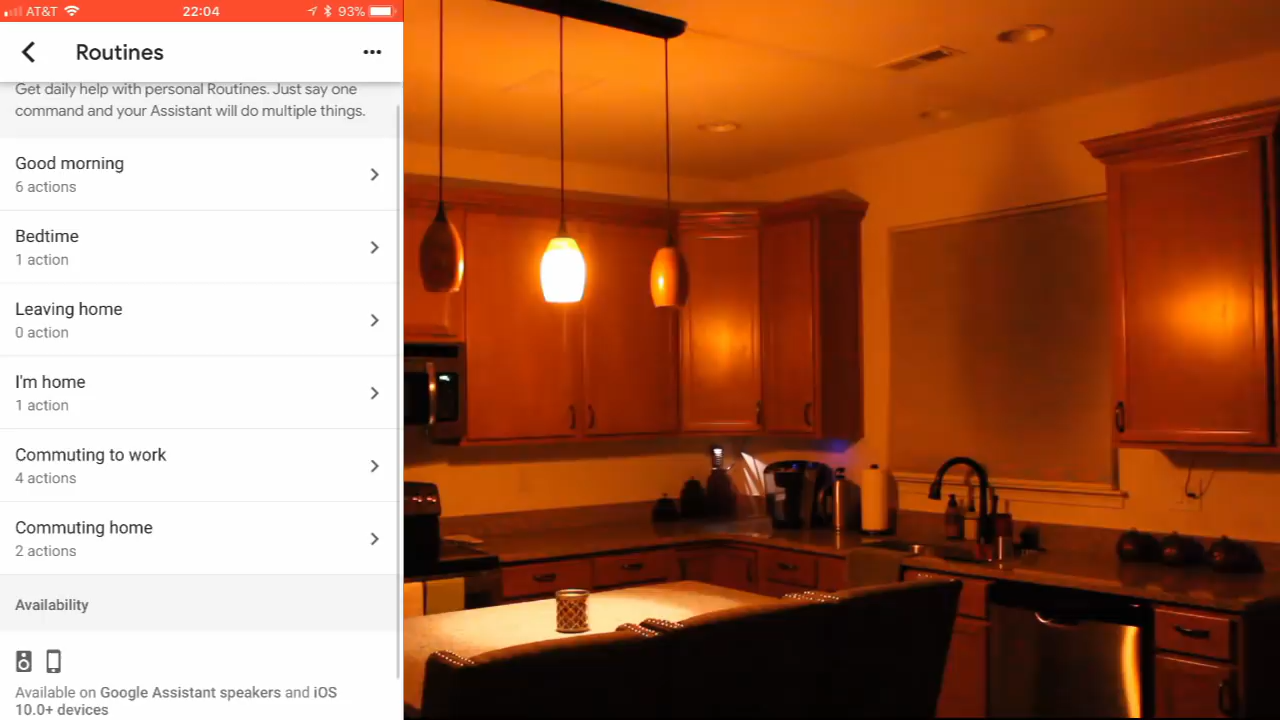 AT&T 22:04 93%
Routines
Get daily help with personal Routines. Just say one
command and your Assistant will do multiple things.
Good morning
6 actions
Bedtime
1 action
Leaving home
0 action
I'm home
1 action
Commuting to work
4 actions
Commuting home
2 actions
Availability
Available on Google Assistant speakers and iOS
10.0+ devices